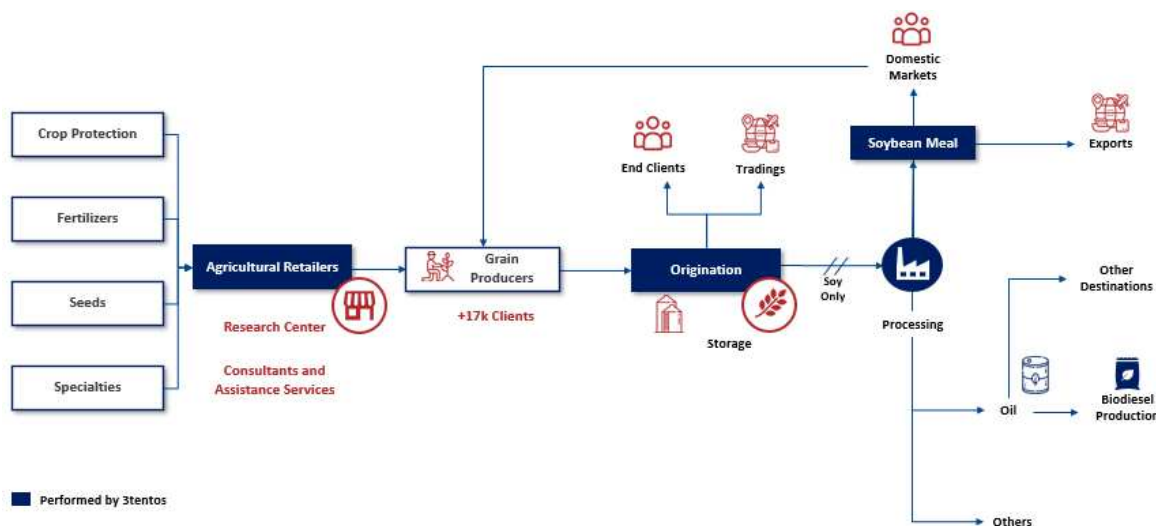 Domestic
Markets
Crop Protection
End Clients
Tradings
Soybean Meal
Exports
Fertilizers
Agricultural Retailers
Grain
Producers
Origination
Soy
Only
Other
Destinations
Seeds
Research Center
+17k Clients
Storage
Processing
Specialties
Consultants and
Assistance Services
Oil
Biodiesel
Production
Performed by 3tentos
Others